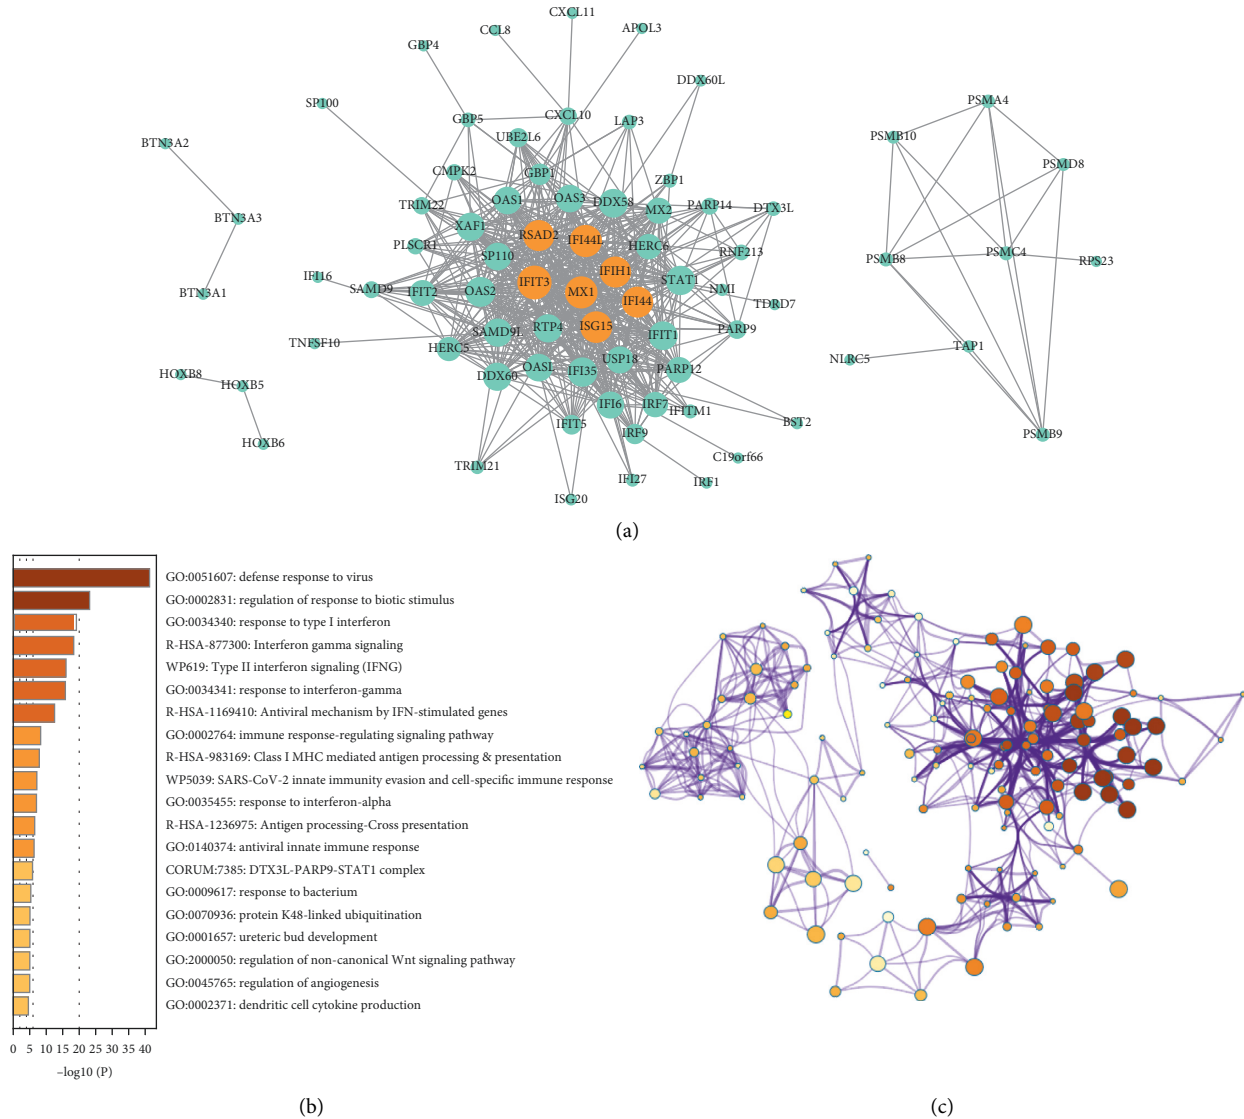 CXCL11
CCL8
APOL3
GBP4
DDX60L
SP100
GBP5
CXCL10
LAP3
UBE2L6
BTN3A2
CMPK2
GBP1
ZBP1
OAS1
OAS3
DDX58
MX2
PARP14
DTX3L
TRIM22
BTN3A3
XAF1
RSAD2
IFI44L
HERC6
PLSCR1
SP110
RNF213
IFI16
IFIH1
STAT1
NMI
BTN3A1
SAMD9
IFIT2
OAS2
IFIT3
MX1
IFI44
TDRD7
TNFSF10
SAMD9L
RTP4
ISG15
IFIT1
PARP9
HERC5
USP18
HOXB8
HOXB5
DDX60
OASL
IFI35
PARP12
HOXB6
IFI6
IRF7
IFITM1
BST2
IFIT5
IRF9
TRIM21
C19orf66
IFI27
IRF1
ISG20
PSMA4
PSMB10
PSMD8
PSMB8
PSMC4
RPS23
NLRC5
TAP1
PSMB9
(a)
GO:0051607: defense response to virus
GO:0002831: regulation of response to biotic stimulus
GO:0034340: response to type I interferon
R-HSA-877300: Interferon gamma signaling
WP619: Type II interferon signaling (IFNG)
GO:0034341: response to interferon-gamma
R-HSA-1169410: Antiviral mechanism by IFN-stimulated genes
GO:0002764: immune response-regulating signaling pathway
R-HSA-983169: Class I MHC mediated antigen processing & presentation
WP5039: SARS-CoV-2 innate immunity evasion and cell-specific immune response
GO:0035455: response to interferon-alpha
R-HSA-1236975: Antigen processing-Cross presentation
GO:0140374: antiviral innate immune response
CORUM:7385: DTX3L-PARP9-STAT1 complex
GO:0009617: response to bacterium
GO:0070936: protein K48-linked ubiquitination
GO:0001657: ureteric bud development
GO:2000050: regulation of non-canonical Wnt signaling pathway
GO:0045765: regulation of angiogenesis
GO:0002371: dendritic cell cytokine production
0 5 10 15 20 25 30 35 40
–log10 (P)
(b)
(c)